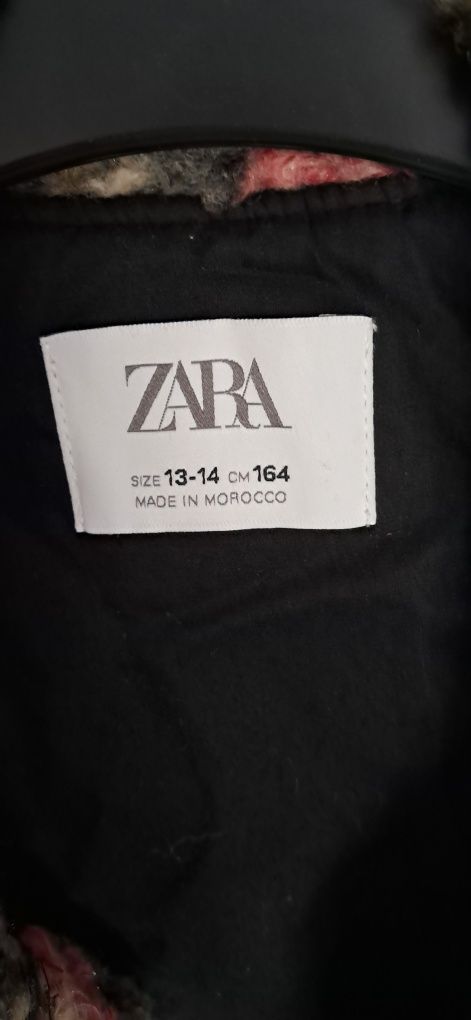 ZARA
SIZE 13-14 CM 164
MADE IN MOROCCO